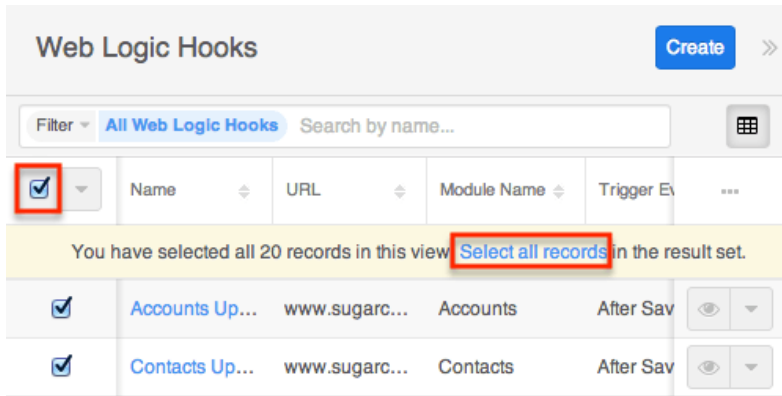 Web Logic Hooks Create
Filter All Web Logic Hooks Search by name...
Name URL Module Name Trigger Ev
You have selected all 20 records in this view. Select all records in the result set.
Accounts Up... www.sugarc... Accounts After Sav
Contacts Up... www.sugarc... Contacts After Sav